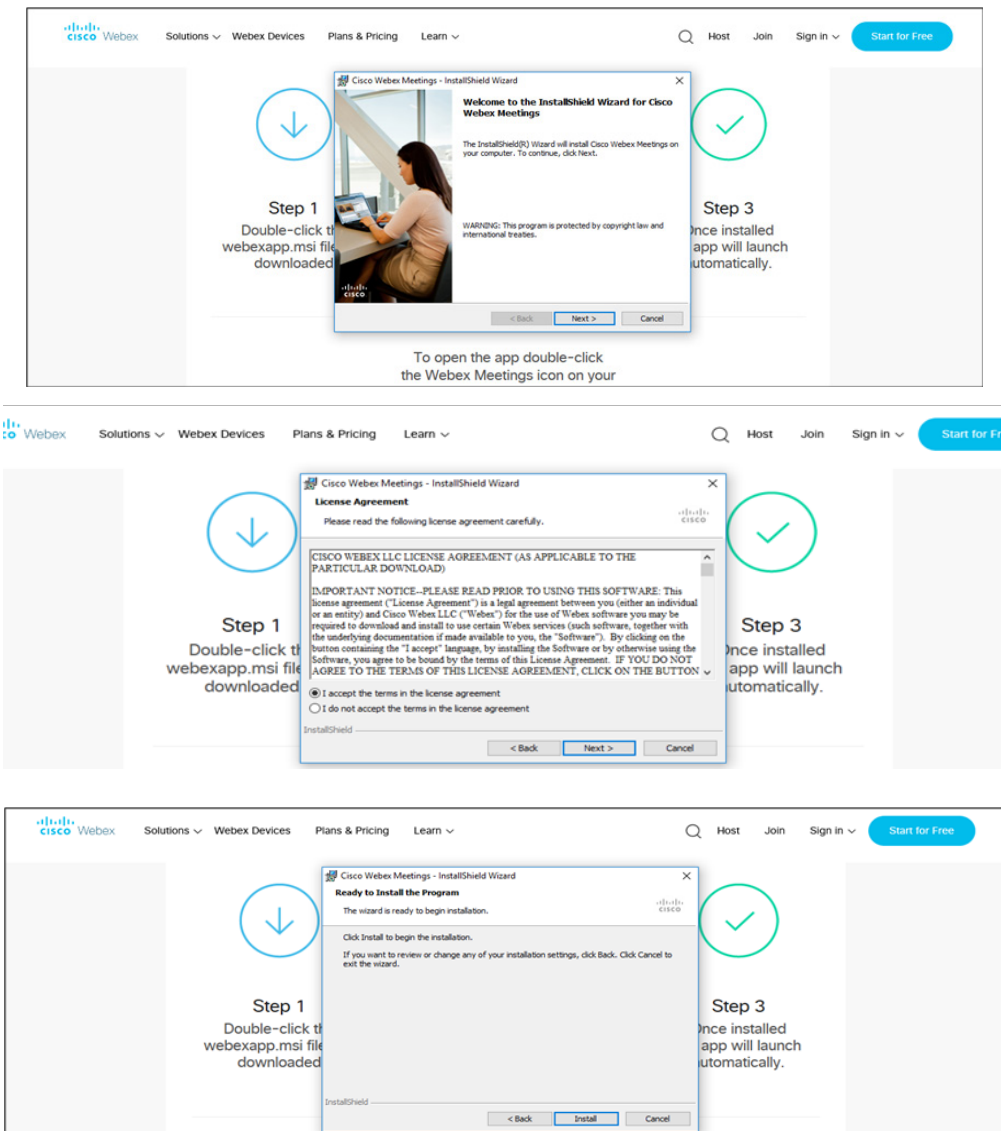 CISCO Webex Solutions Webex Devices Plans & Pricing Learn Host Join Sign in Start for Free
Cisco Webex Meetings - InstallShield Wizard
Welcome to the InstallShield Wizard for Cisco
Webex Meetings
The InstallShield(R) Wizard will install Cisco Webex Meetings on
your computer. To continue, click Next.
WARNING: This program is protected by copyright law and
international treaties.
CISCO
< Back Next > Cancel
Step 1
Double-click
webexapp.msi file
downloaded
Step 3
installed
app will launch
To open the app double-click
the Webex Meetings icon on your
Webex Solutions Webex Devices Plans & Pricing Learn Host Join Sign in Start for
Cisco Webex Meetings - InstallShield Wizard
License Agreement
Please read the following license agreement carefully.
CISCO
CISCO WEBEX LLC LICENSE AGREEMENT (AS APPLICABLE TO THE
PARTICULAR DOWNLOAD)
IMPORTANT NOTICE--PLEASE READ PRIOR TO USING THIS SOFTWARE: This
license agreement ("License Agreement") is a legal agreement between you (either an individual
or an entity) and Cisco Webex LLC ("Webex") for the use of Webex software you may be
required to download and install to use certain Webex services (such software, together with
the underlying documentation if made available to you, the "Software"). By clicking on the
button containing the "I accept" language, by installing the Software or by otherwise using the
Software, you agree to be bound by the terms of this License Agreement. IF YOU DO NOT
AGREE TO THE TERMS OF THIS LICENSE AGREEMENT, CLICK ON THE BUTTON
I accept the terms in the license agreement
I do not accept the terms in the license agreement
InstallShield
< Back Next > Cancel
Step 1
Double-click
webexapp.msi file
downloaded
Step 3
installed
app will launch
CISCO Webex Solutions Webex Devices Plans & Pricing Learn Host Join Sign in Start for Free
Cisco Webex Meetings - InstallShield Wizard
Ready to Install the Program
The wizard is ready to begin installation.
CISCO
Click Install to begin the installation.
If you want to review or change any of your installation settings, click Back. Click Cancel to
exit the wizard.
InstallShield
< Back Install Cancel
Step 1
Double-click
webexapp.msi file
downloaded
Step 3
installed
app will launch